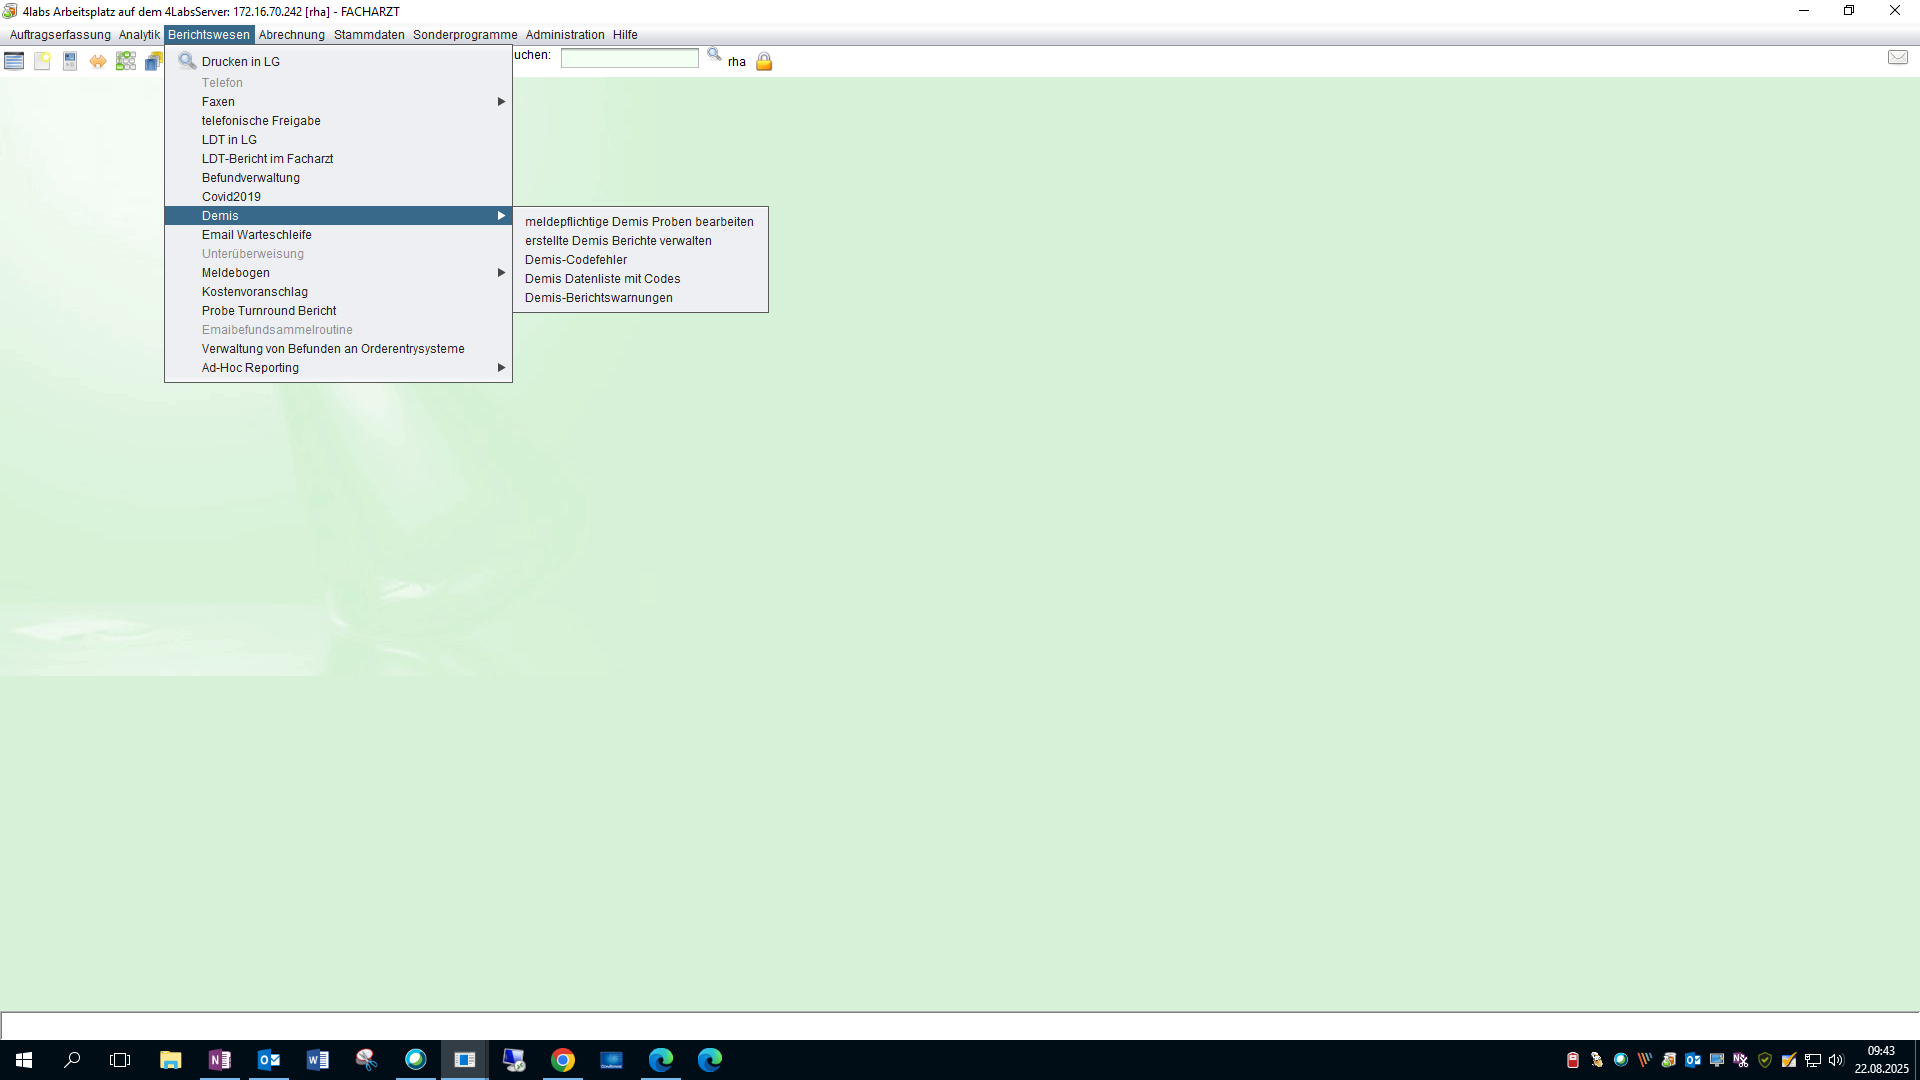 4labs Arbeitsplatz auf dem 4LabsServer: 172.16.70.242 [rha] - FACHARZT
Auftragserfassung Analytik Berichtswesen Abrechnung Stammdaten Sonderprogramme Administration Hilfe
uchen: rha
Drucken in LG
Telefon
Faxen
telefonische Freigabe
LDT in LG
LDT-Bericht im Facharzt
Befundverwaltung
Covid2019
Demis
Email Warteschleife
Unterüberweisung
Meldebogen
Kostenvoranschlag
Probe Turnround Bericht
Emaibefundsammelroutine
Verwaltung von Befunden an Orderentrysysteme
Ad-Hoc Reporting
meldepflichtige Demis Proben bearbeiten
erstellte Demis Berichte verwalten
Demis-Codefehler
Demis Datenliste mit Codes
Demis-Berichtswarnungen
09:43
22.08.2025